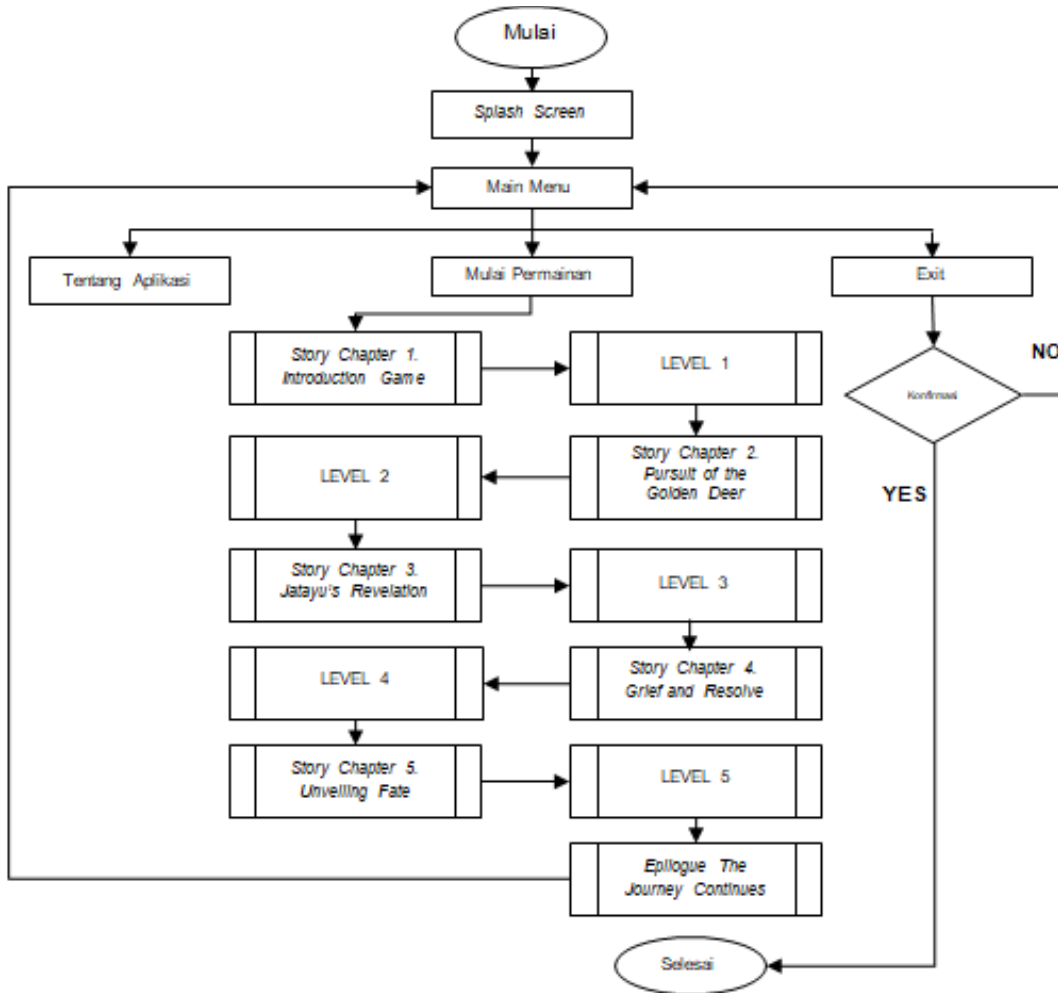 Mulai
Splash Screen
Main Menu
Tentang Aplikasi
Mulai Permainan
Exit
Story Chapter 1.
Introduction Game
LEVEL 1
Konfirmasi
NO
LEVEL 2
Story Chapter 2.
Pursuit of the
Golden Deer
YES
Story Chapter 3.
Jatayu's Revelation
LEVEL 3
LEVEL 4
Story Chapter 4.
Grief and Resolve
Story Chapter 5.
Unveiling Fate
LEVEL 5
Epilogue The
Journey Continues
Selesai